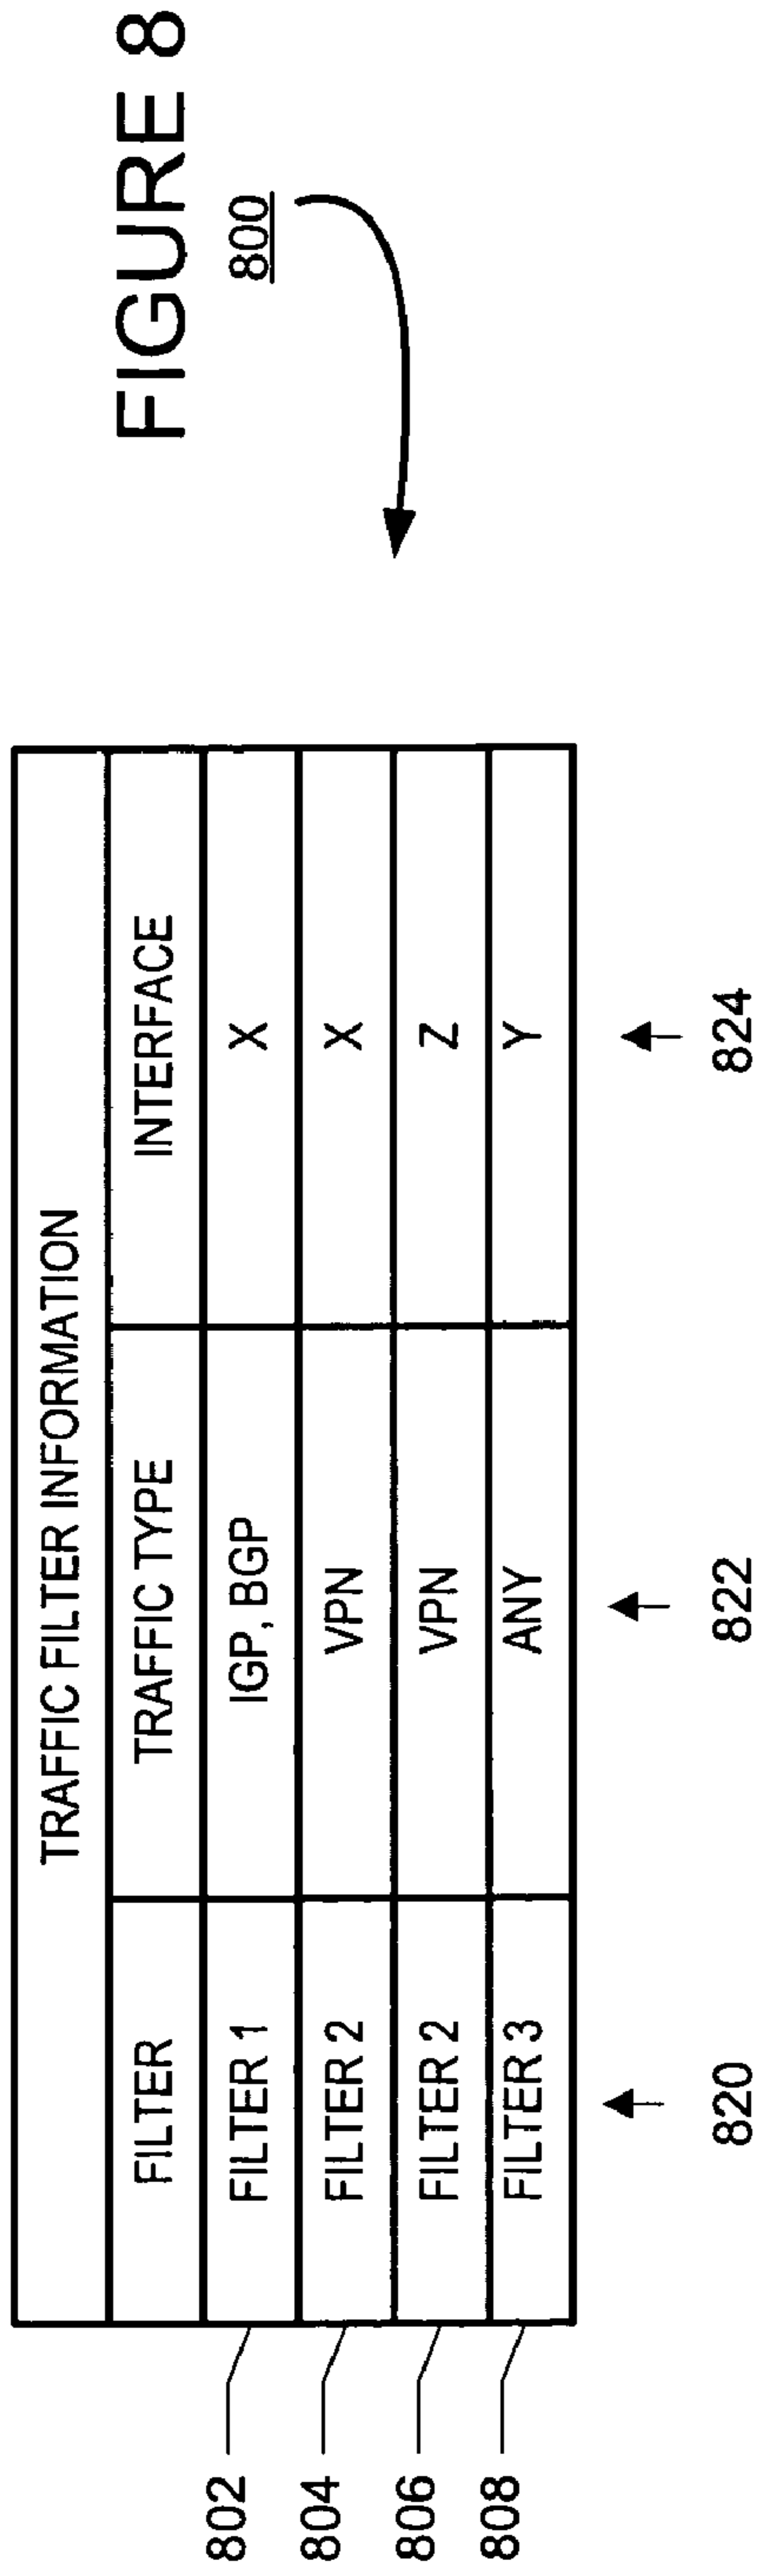 FIGURE 8
800
TRAFFIC FILTER INFORMATION
FILTER TRAFFIC TYPE INTERFACE
802 FILTER 1 IGP, BGP X
804 FILTER 2 VPN X
806 FILTER 2 VPN Z
808 FILTER 3 ANY Y
820 822 824